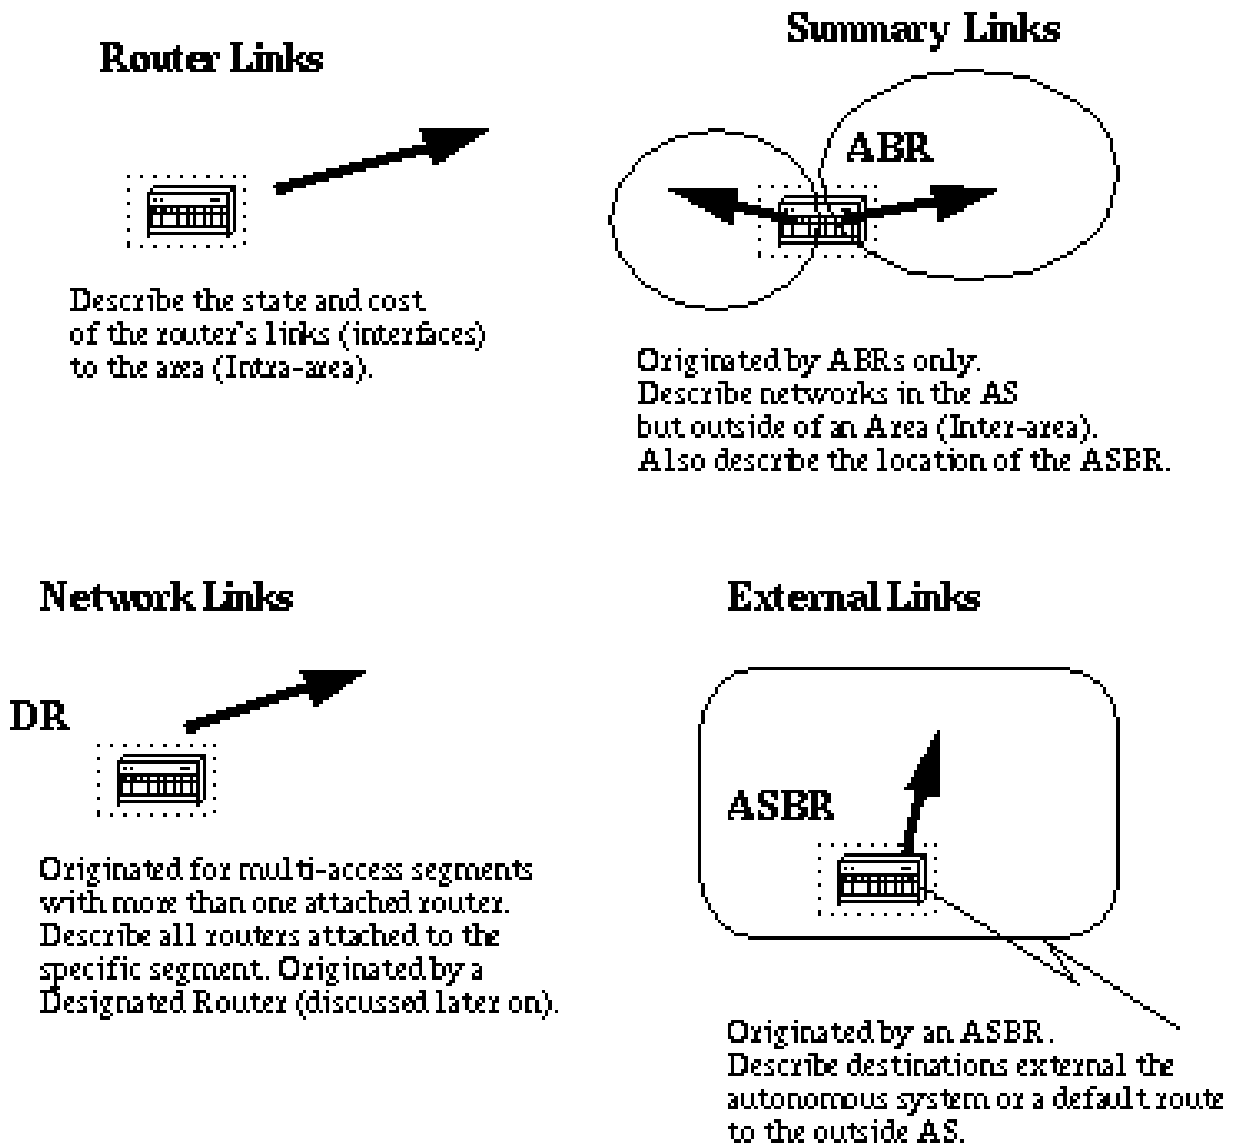 Router Links
Describe the state and cost
of the router's links (interfaces)
to the area (Intra-area).
Summary Links
ABR
Originated by ABRs only.
Describe networks in the AS
but outside of an Area (Inter-area).
Also describe the location of the ASBR.
Network Links
DR
Originated for multi-access segments
with more than one attached router.
Describe all routers attached to the
specific segment. Originated by a
Designated Router (discussed later on).
External Links
ASBR
Originated by an ASBR.
Describe destinations external the
autonomous system or a default route
to the outside AS.